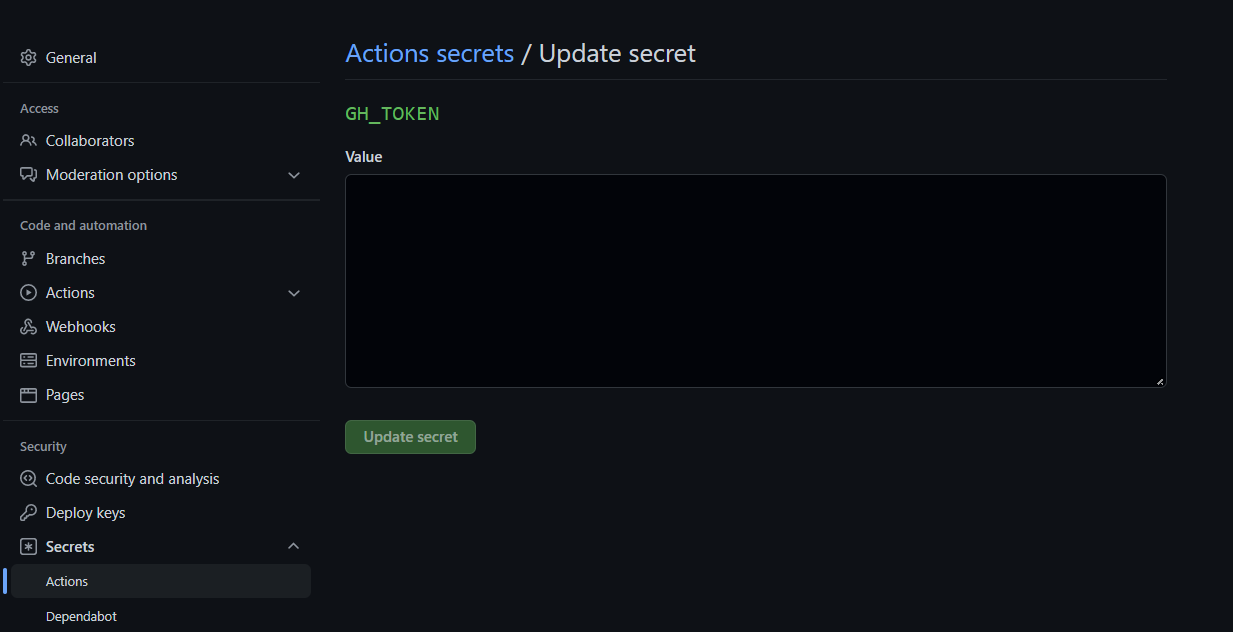 General
Access
Collaborators
Moderation options
Code and automation
Branches
Actions
Webhooks
Environments
Pages
Security
Code security and analysis
Deploy keys
Secrets
Actions
Dependabot
Actions secrets / Update secret
GH_TOKEN
Value
Update secret